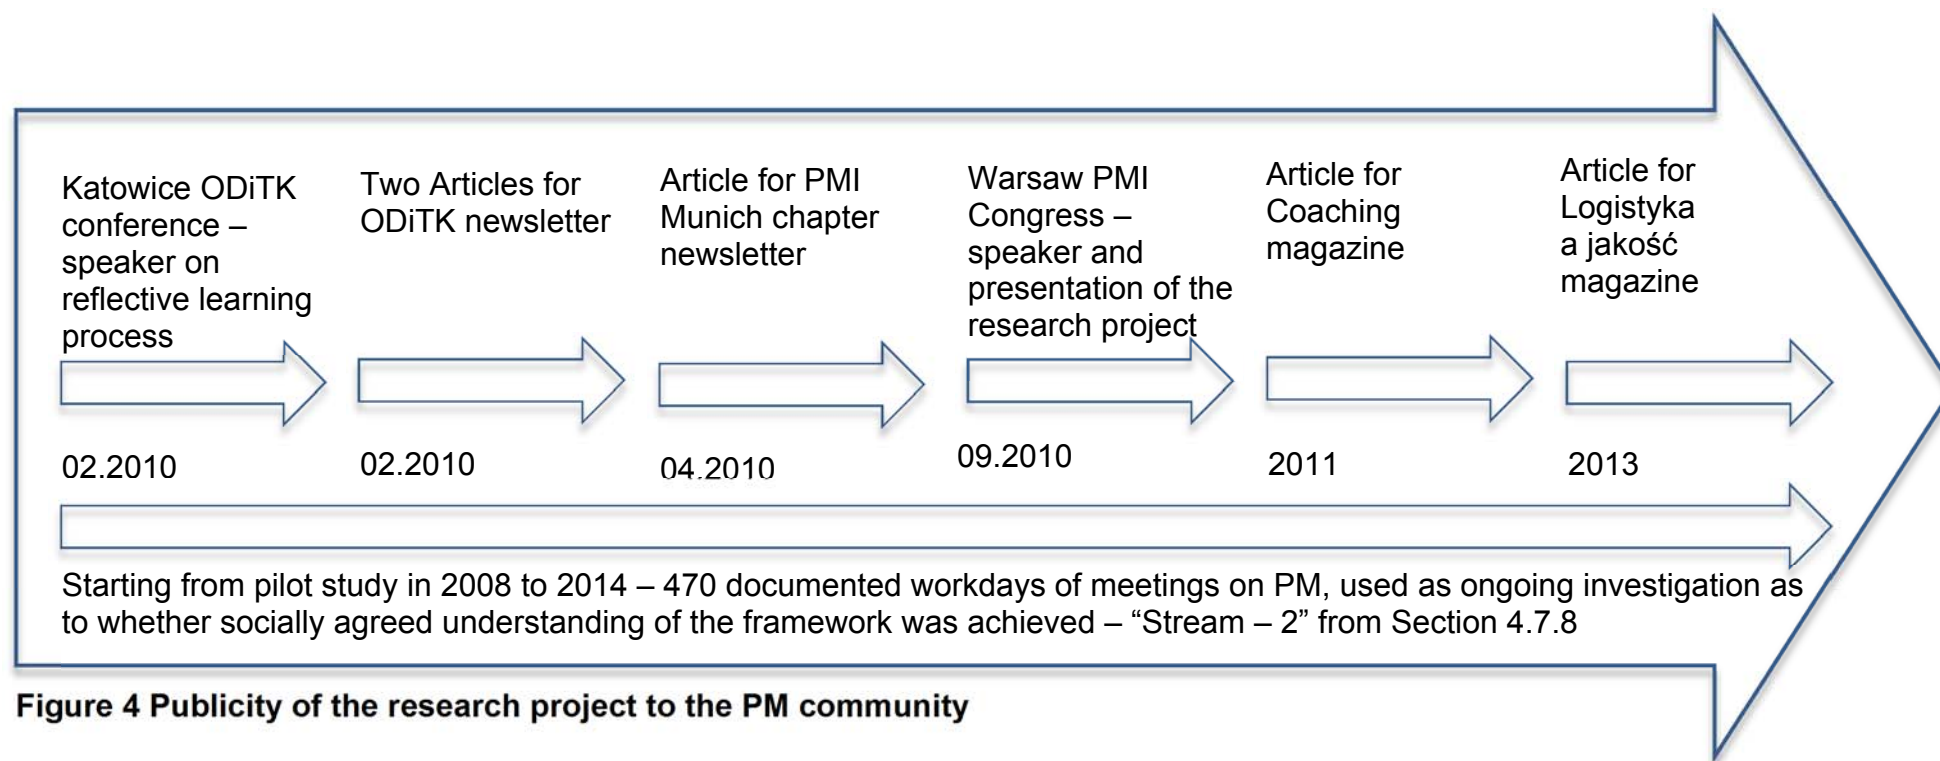 Katowice ODiTK
conference –
speaker on
reflective learning
process
02.2010
Two Articles for
ODiTK newsletter
02.2010
Article for PMI
Munich chapter
newsletter
04.2010
Warsaw PMI
Congress –
speaker and
presentation of the
research project
09.2010
Article for
Coaching
magazine
2011
Article for
Logistyka
a jakość
magazine
2013
Starting from pilot study in 2008 to 2014 – 470 documented workdays of meetings on PM, used as ongoing investigation as
to whether socially agreed understanding of the framework was achieved – “Stream – 2” from Section 4.7.8
Figure 4 Publicity of the research project to the PM community